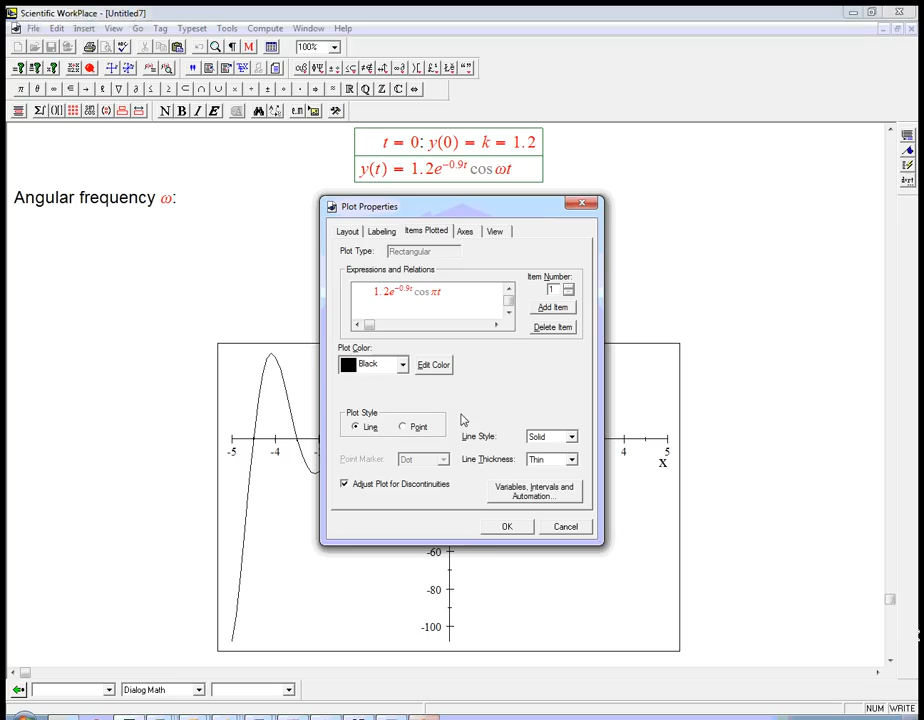 Scientific WorkPlace - [Untitled7]
File Edit Insert View Go Tag Typeset Tools Compute Window Help
100%
N B I E
t = 0: y(0) = k = 1.2
y(t) = 1.2e^{-0.9t} cos ωt
Angular frequency ω:
Plot Properties
Layout Labeling Items Plotted Axes View
Plot Type: Rectangular
Expressions and Relations
Item Number:
1.2e^{-0.9t} cos πt
1
Add Item
Delete Item
Plot Color:
Black
Edit Color
Plot Style
Line Point
Line Style: Solid
Point Marker: Dot
Line Thickness: Thin
Adjust Plot for Discontinuities
Variables, Intervals and
Automation...
OK Cancel
-5 -4 -3 4 5
x
-60
-80
-100
Dialog Math
NUM WRITE